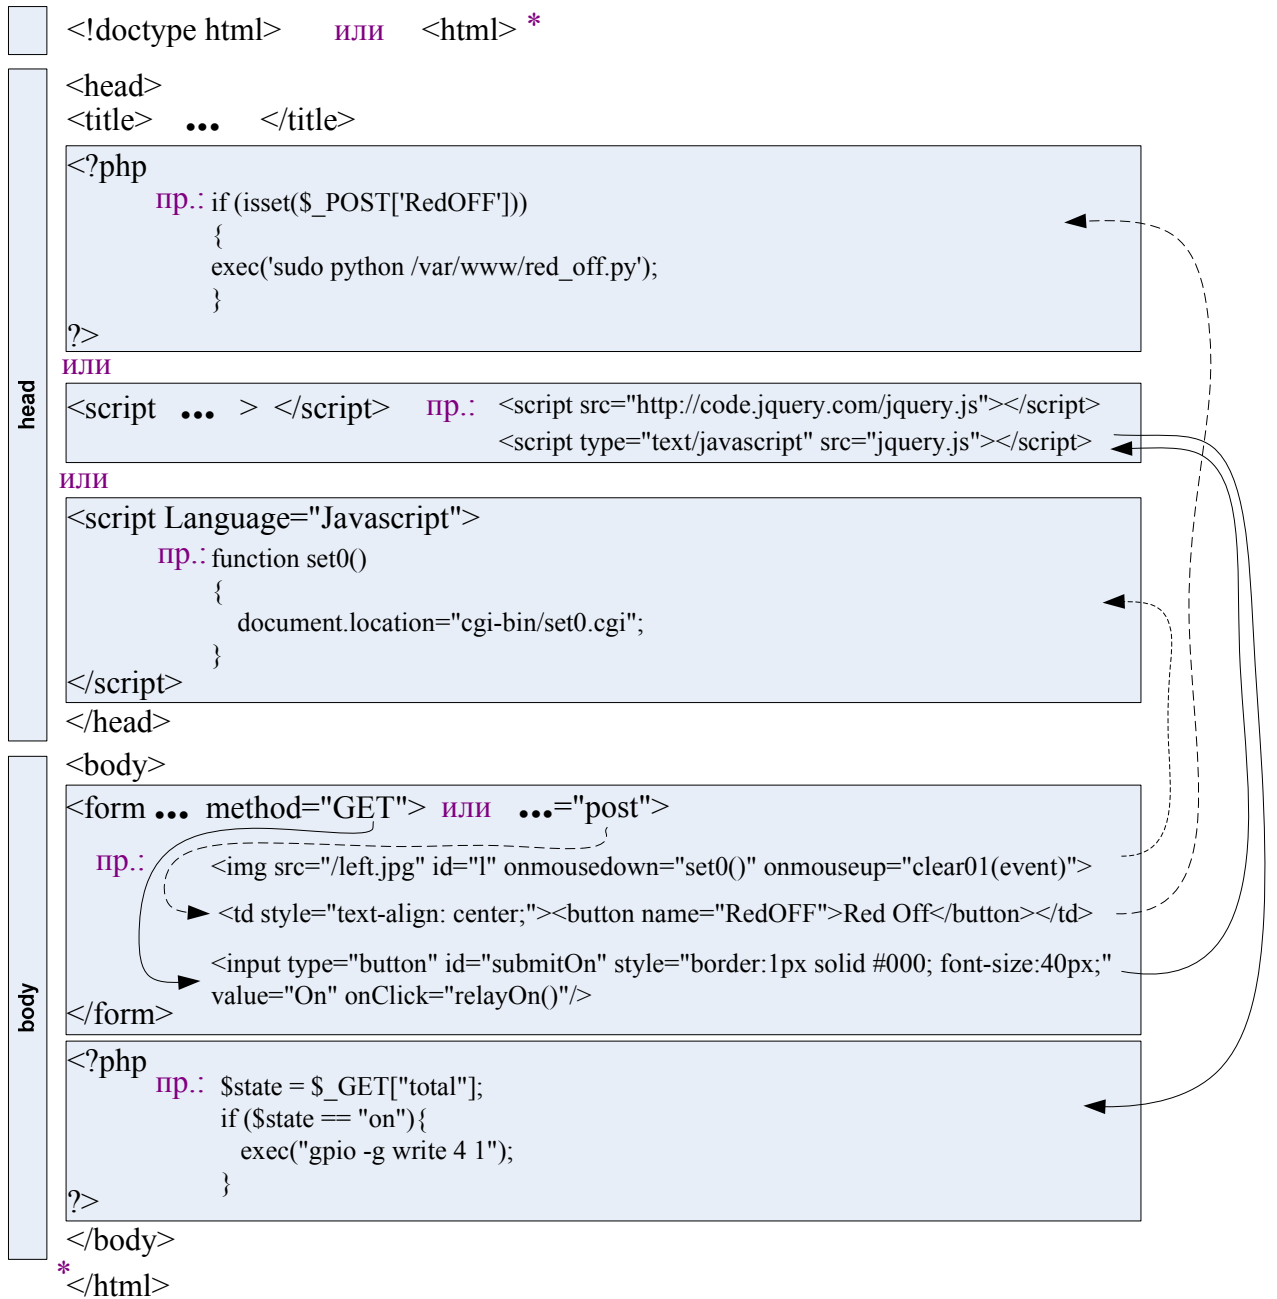 <!doctype html> или <html> *
<head>
<title> ... </title>
<?php
пр.: if (isset($_POST['RedOFF']))
{
exec('sudo python /var/www/red_off.py');
}
?>
или
<script ... > </script> пр.: <script src="http://code.jquery.com/jquery.js"></script>
<script type="text/javascript" src="jquery.js"></script>
или
<script Language="Javascript">
пр.: function set0()
{
document.location="cgi-bin/set0.cgi";
}
</script>
</head>
head
<body>
<form ... method="GET"> или ...="post">
пр.: <img src="/left.jpg" id="l" onmousedown="set0()" onmouseup="clear01(event)">
<td style="text-align: center;"><button name="RedOFF">Red Off</button></td>
<input type="button" id="submitOn" style="border:1px solid #000; font-size:40px;"
value="On" onClick="relayOn()"/>
</form>
<?php
пр.: $state = $_GET["total"];
if ($state == "on"){
exec("gpio -g write 4 1");
}
?>
</body>
body
*</html>